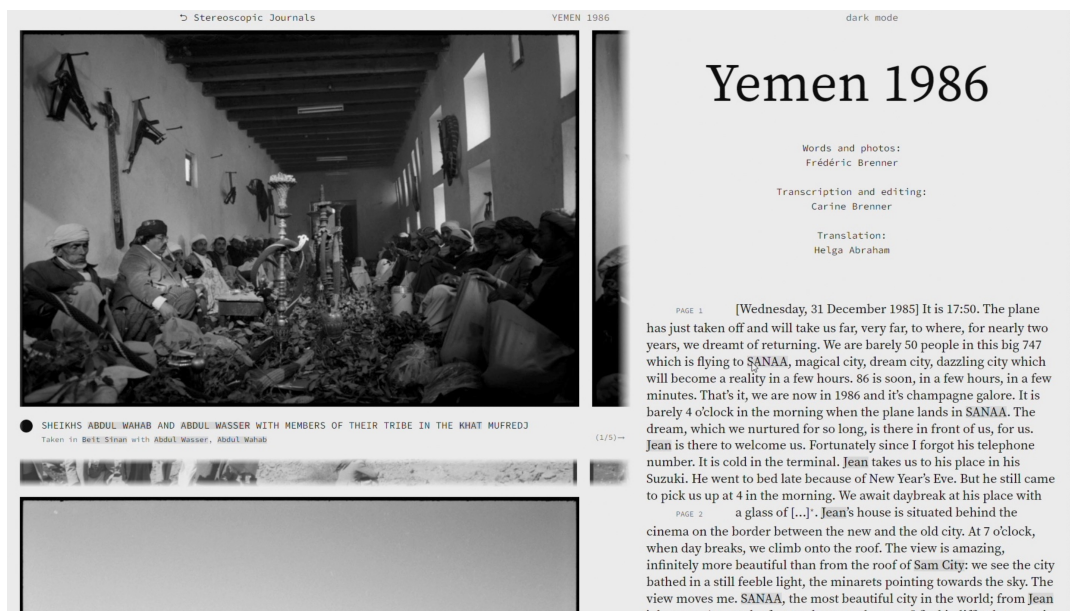 ⮌ Stereoscopic Journals
YEMEN 1986
dark mode
SHEIKHS ABDUL WAHAB AND ABDUL WASSER WITH MEMBERS OF THEIR TRIBE IN THE KHAT MUFREDJ
Taken in Beit Sinan with Abdul Wasser, Abdul Wahab
(1/5)→
Yemen 1986
Words and photos:
Frédéric Brenner
Transcription and editing:
Carine Brenner
Translation:
Helga Abraham
PAGE 1 [Wednesday, 31 December 1985] It is 17:50. The plane
has just taken off and will take us far, very far, to where, for nearly two
years, we dreamt of returning. We are barely 50 people in this big 747
which is flying to SANAA, magical city, dream city, dazzling city which
will become a reality in a few hours. 86 is soon, in a few hours, in a few
minutes. That's it, we are now in 1986 and it's champagne galore. It is
barely 4 o'clock in the morning when the plane lands in SANAA. The
dream, which we nurtured for so long, is there in front of us, for us.
Jean is there to welcome us. Fortunately since I forgot his telephone
number. It is cold in the terminal. Jean takes us to his place in his
Suzuki. He went to bed late because of New Year's Eve. But he still came
to pick us up at 4 in the morning. We await daybreak at his place with
PAGE 2 a glass of [...]*. Jean's house is situated behind the
cinema on the border between the new and the old city. At 7 o'clock,
when day breaks, we climb onto the roof. The view is amazing,
infinitely more beautiful than from the roof of Sam City: we see the city
bathed in a still feeble light, the minarets pointing towards the sky. The
view moves me. SANAA, the most beautiful city in the world; from Jean